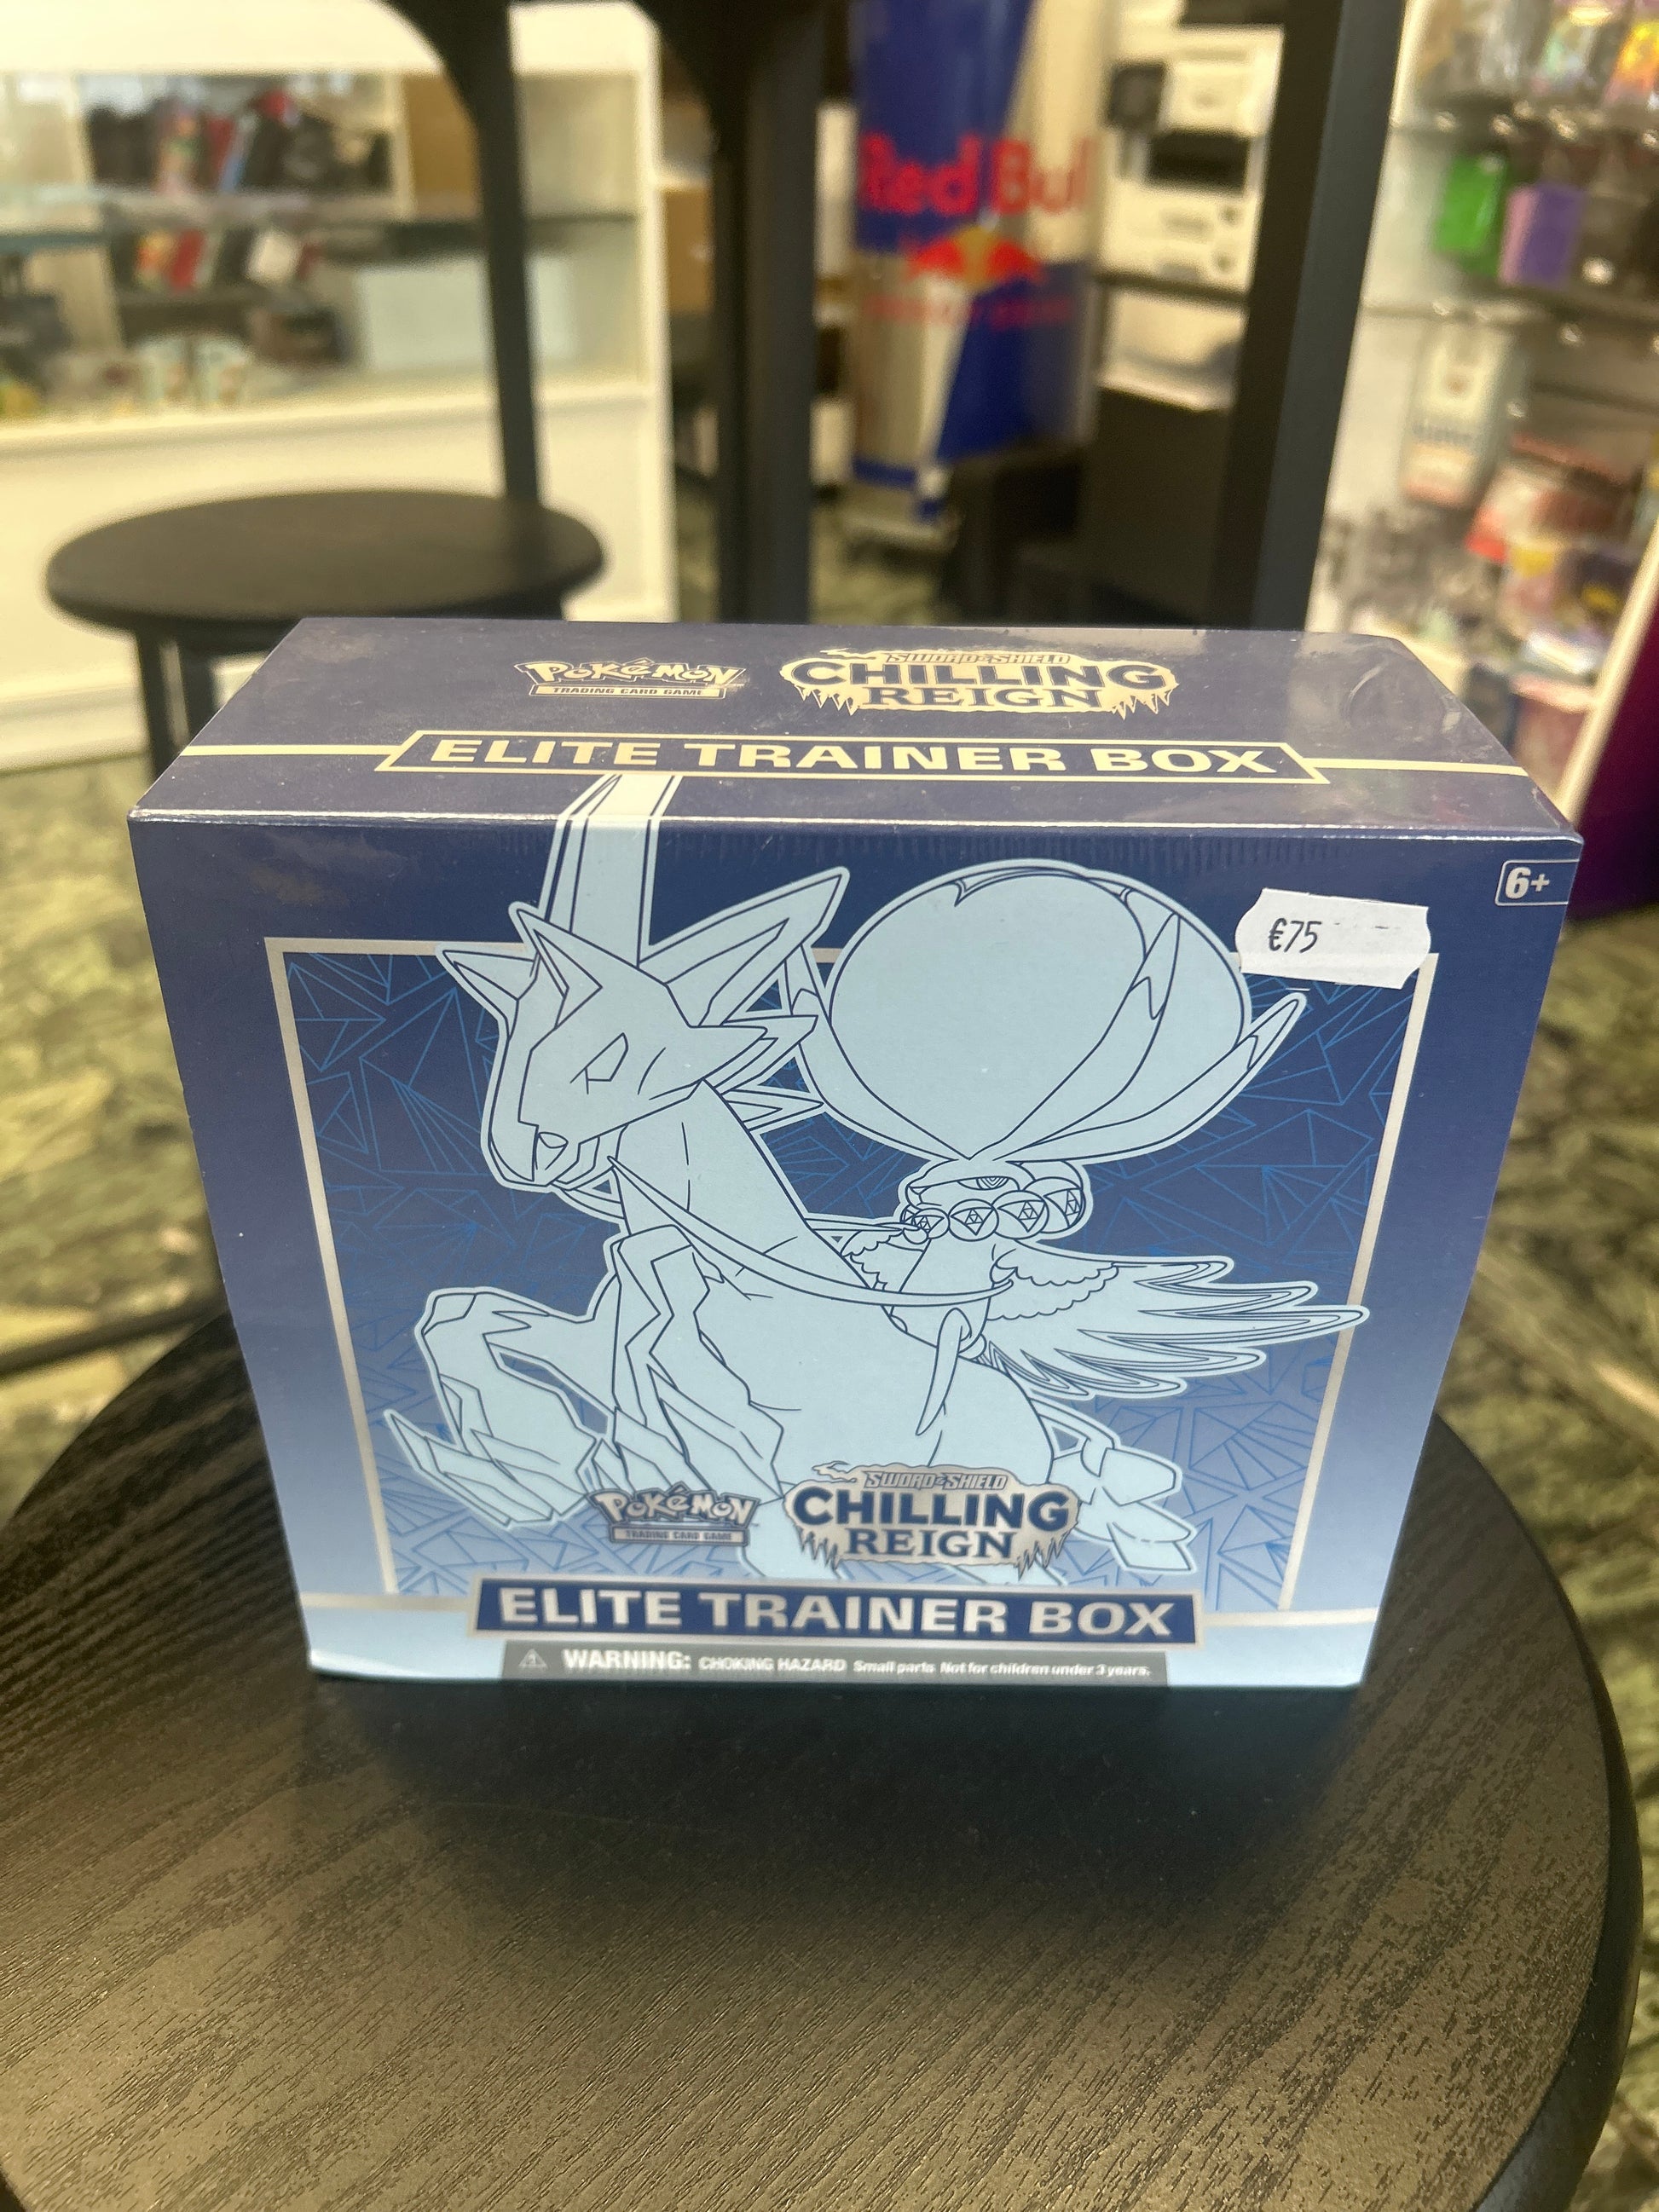 Red Bull
POKéMON
TRADING CARD GAME
SWORD & SHIELD
CHILLING
REIGN
ELITE TRAINER BOX
6+
€75
POKéMON
TRADING CARD GAME
SWORD & SHIELD
CHILLING
REIGN
ELITE TRAINER BOX
WARNING: CHOKING HAZARD Small parts Not for children under 3 years.